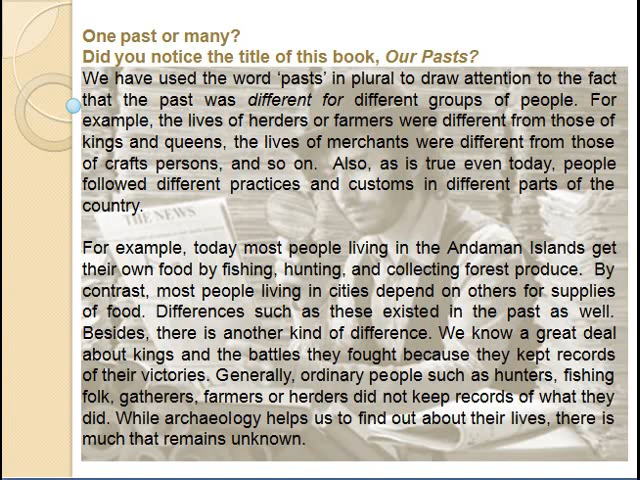 One past or many?
Did you notice the title of this book, Our Pasts?
We have used the word ‘pasts’ in plural to draw attention to the fact
that the past was different for different groups of people. For
example, the lives of herders or farmers were different from those of
kings and queens, the lives of merchants were different from those
of crafts persons, and so on. Also, as is true even today, people
followed different practices and customs in different parts of the
country.
THE NEWS
For example, today most people living in the Andaman Islands get
their own food by fishing, hunting, and collecting forest produce. By
contrast, most people living in cities depend on others for supplies
of food. Differences such as these existed in the past as well.
Besides, there is another kind of difference. We know a great deal
about kings and the battles they fought because they kept records
of their victories. Generally, ordinary people such as hunters, fishing
folk, gatherers, farmers or herders did not keep records of what they
did. While archaeology helps us to find out about their lives, there is
much that remains unknown.